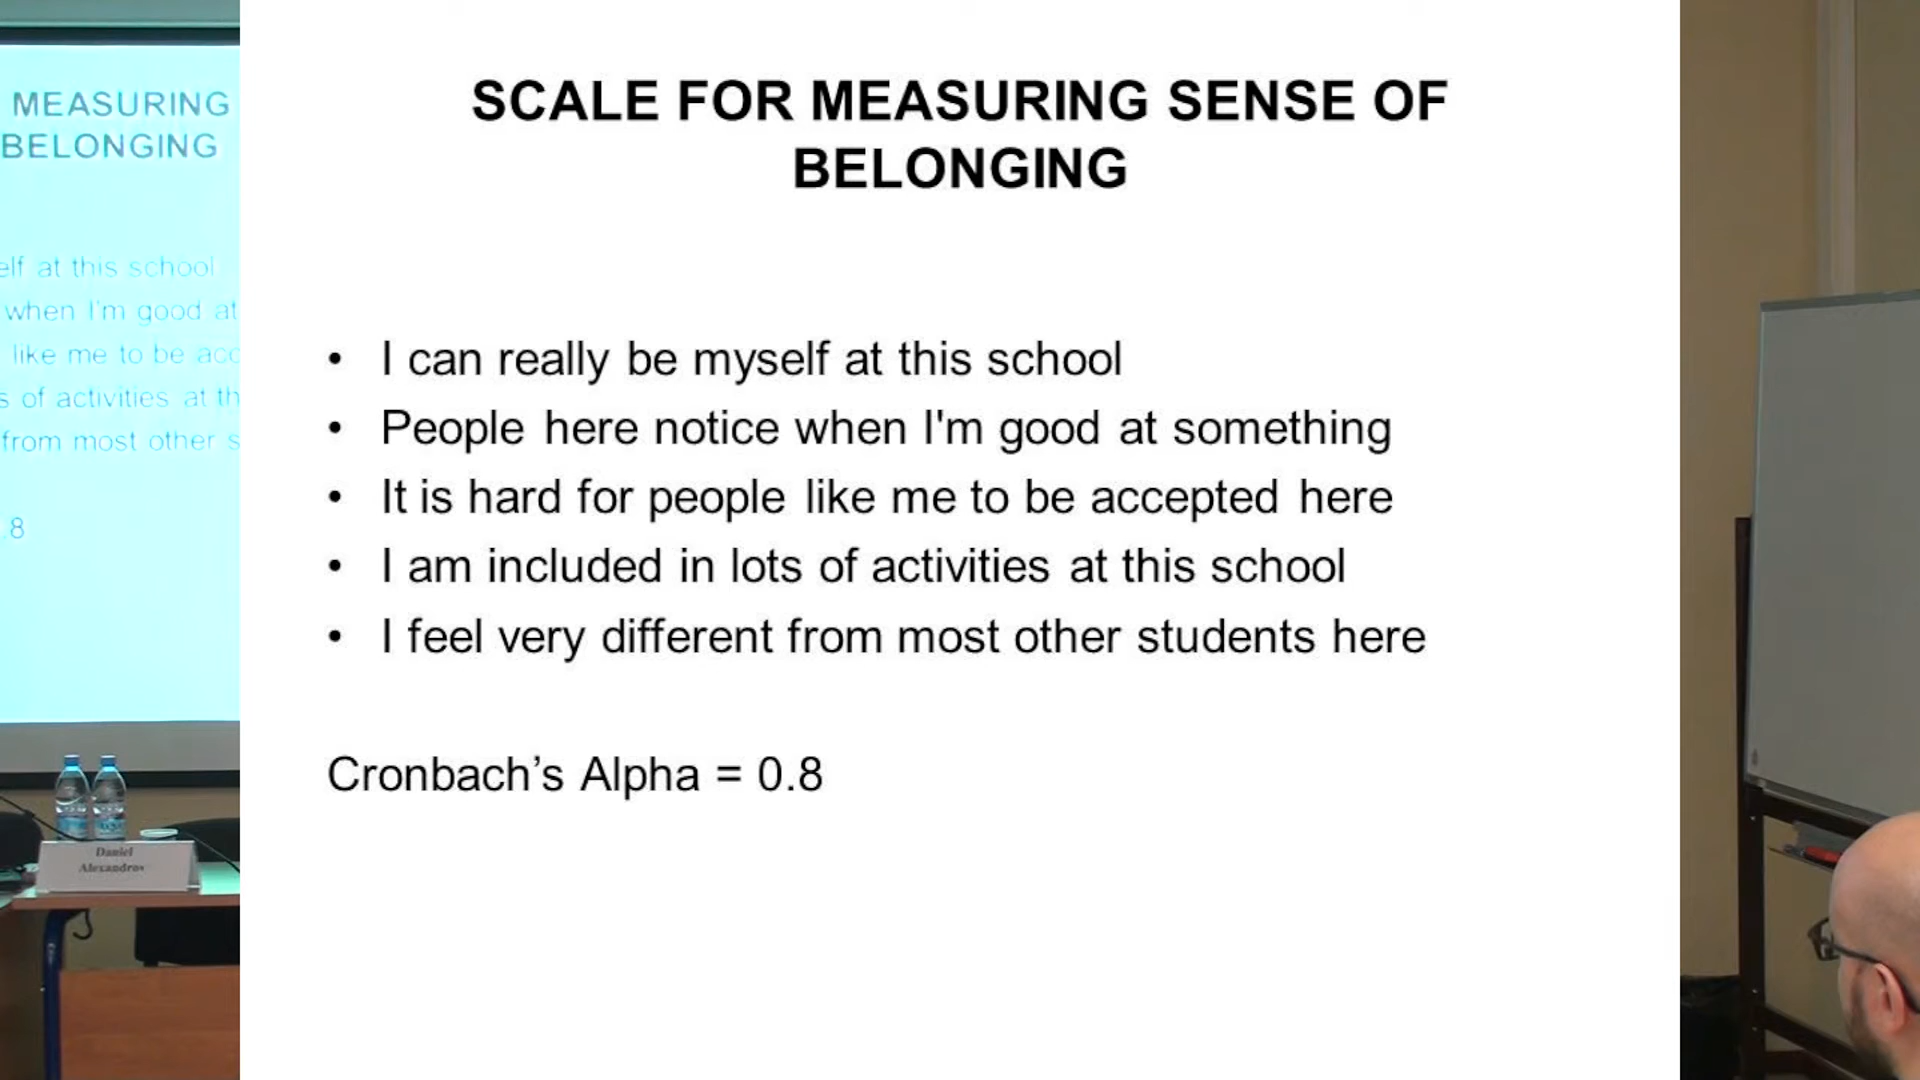 SCALE FOR MEASURING SENSE OF
BELONGING
• I can really be myself at this school
• People here notice when I'm good at something
• It is hard for people like me to be accepted here
• I am included in lots of activities at this school
• I feel very different from most other students here
Cronbach’s Alpha = 0.8
MEASURING
BELONGING
elf at this school
when I'm good at
like me to be acc
s of activities at th
from most other s
.8
Daniel
Alexandrov